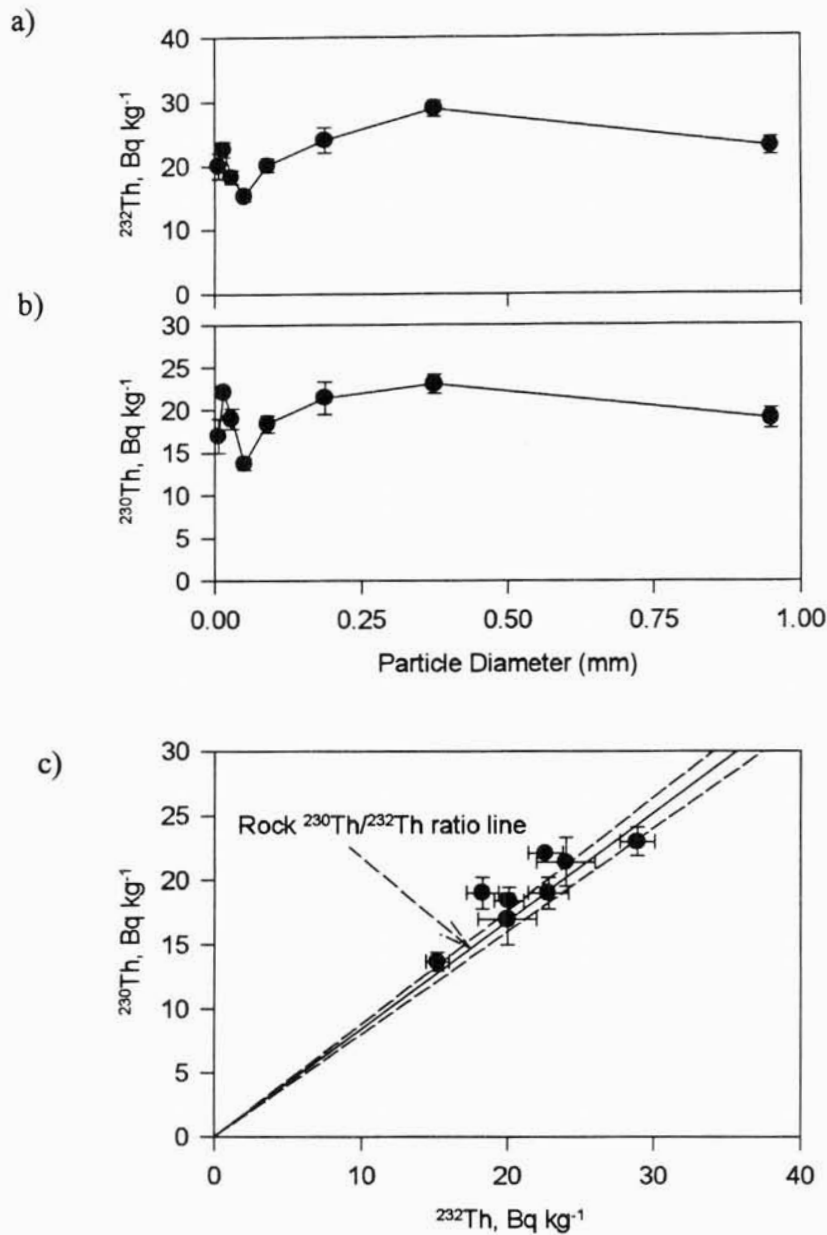 a)
40
30
20
10
0
²³²Th, Bq kg⁻¹
b)
30
25
20
15
10
5
0
²³⁰Th, Bq kg⁻¹
0.00 0.25 0.50 0.75 1.00
Particle Diameter (mm)
c)
30
25
20
15
10
5
0
²³⁰Th, Bq kg⁻¹
Rock ²³⁰Th/²³²Th ratio line
0 10 20 30 40
²³²Th, Bq kg⁻¹